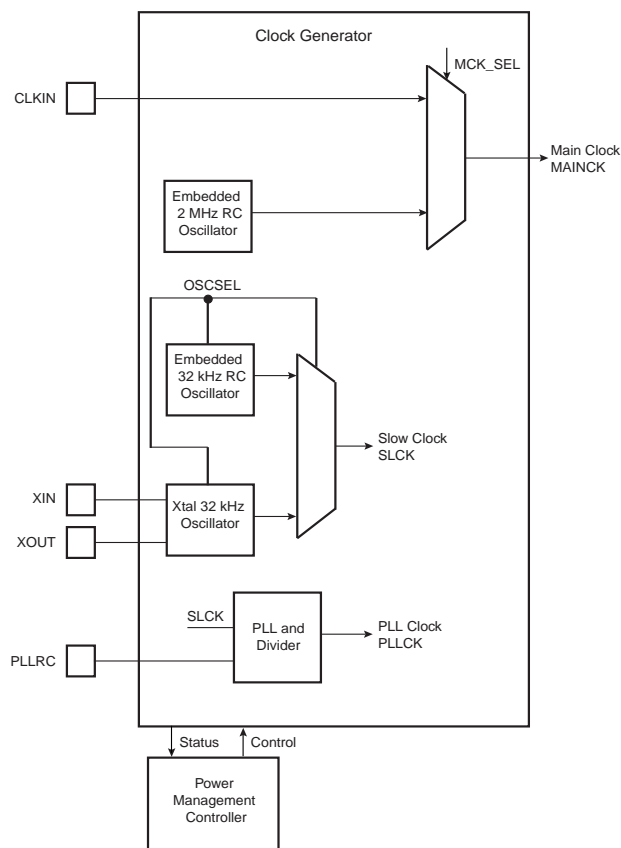 Clock Generator
MCK_SEL
CLKIN
Main Clock
MAINCK
Embedded
2 MHz RC
Oscillator
OSCSEL
Embedded
32 kHz RC
Oscillator
Slow Clock
SLCK
XIN
Xtal 32 kHz
Oscillator
XOUT
SLCK
PLL and
Divider
PLL Clock
PLLCK
PLLRC
Status
Control
Power
Management
Controller